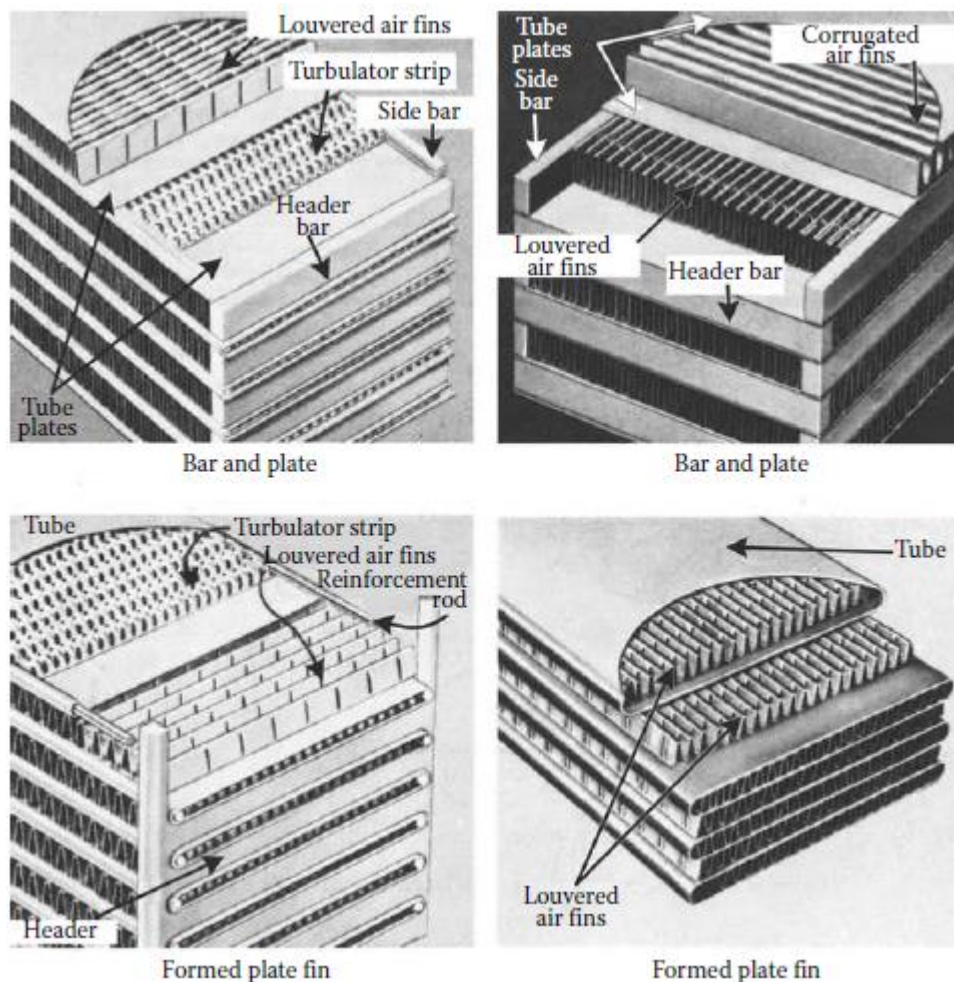 Louvered air fins
Turbulator strip
Side bar
Header
bar
Tube
plates
Bar and plate
Tube
plates
Side
bar
Corrugated
air fins
Louvered
air fins
Header bar
Bar and plate
Tube
Turbulator strip
Louvered air fins
Reinforcement
rod
Header
Formed plate fin
Tube
Louvered
air fins
Formed plate fin